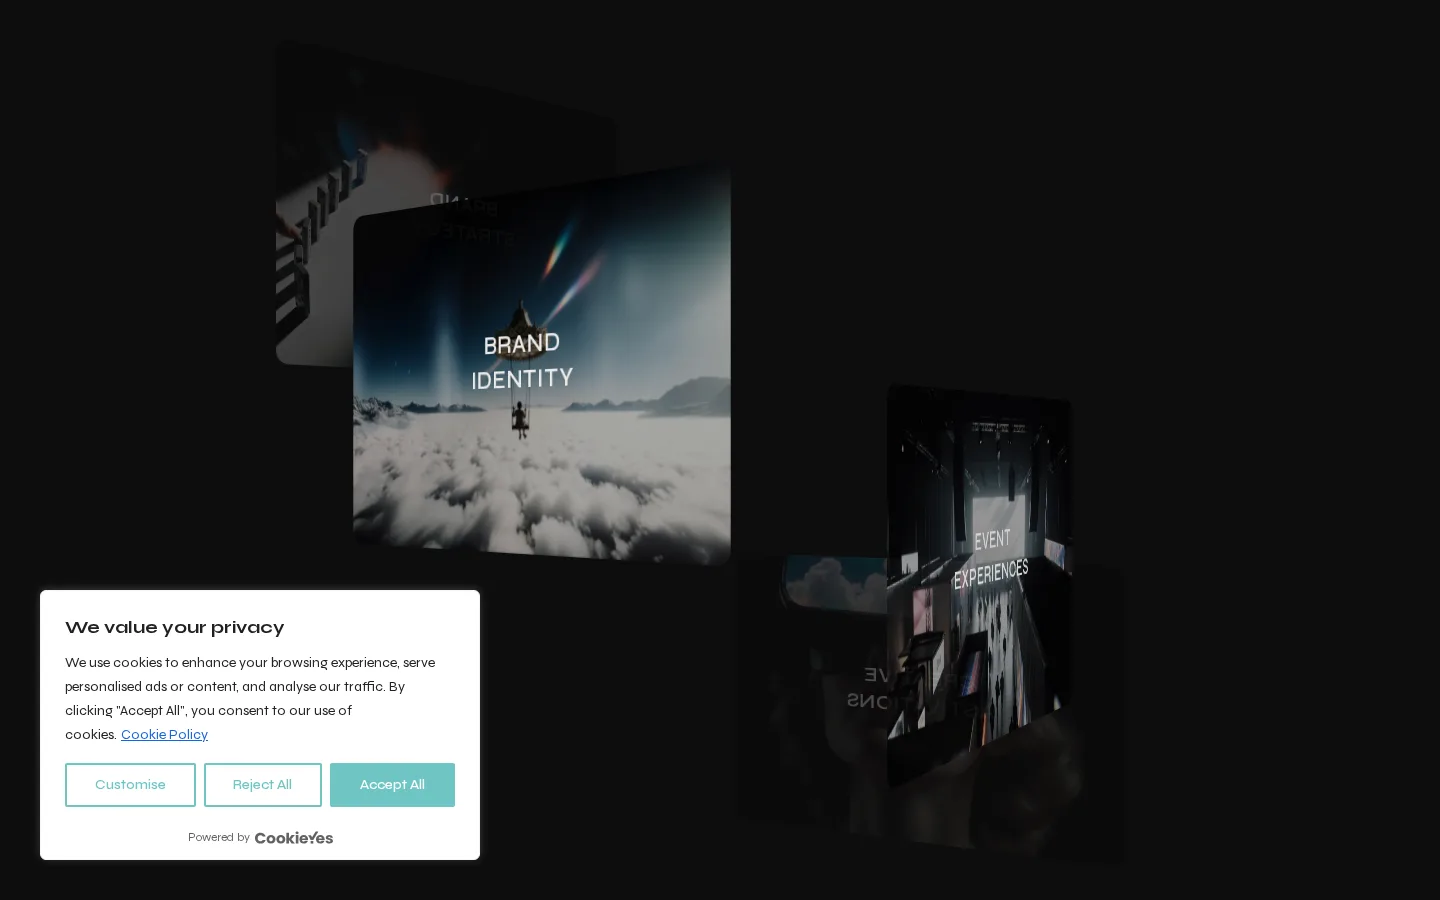 BRAND
BRAND
IDENTITY
EVENT
EXPERIENCES
We value your privacy
We use cookies to enhance your browsing experience, serve
personalised ads or content, and analyse our traffic. By
clicking "Accept All", you consent to our use of
cookies. Cookie Policy
Customise
Reject All
Accept All
Powered by CookieYes